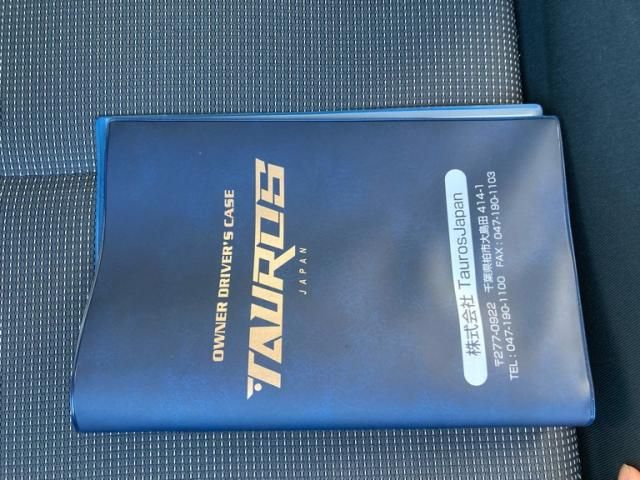 OWNER DRIVER'S CASE
TAUROS
JAPAN
株式会社 TaurosJapan
〒277-0922 千葉県柏市大島田 414-1
TEL : 047-190-1100 FAX : 047-190-1103